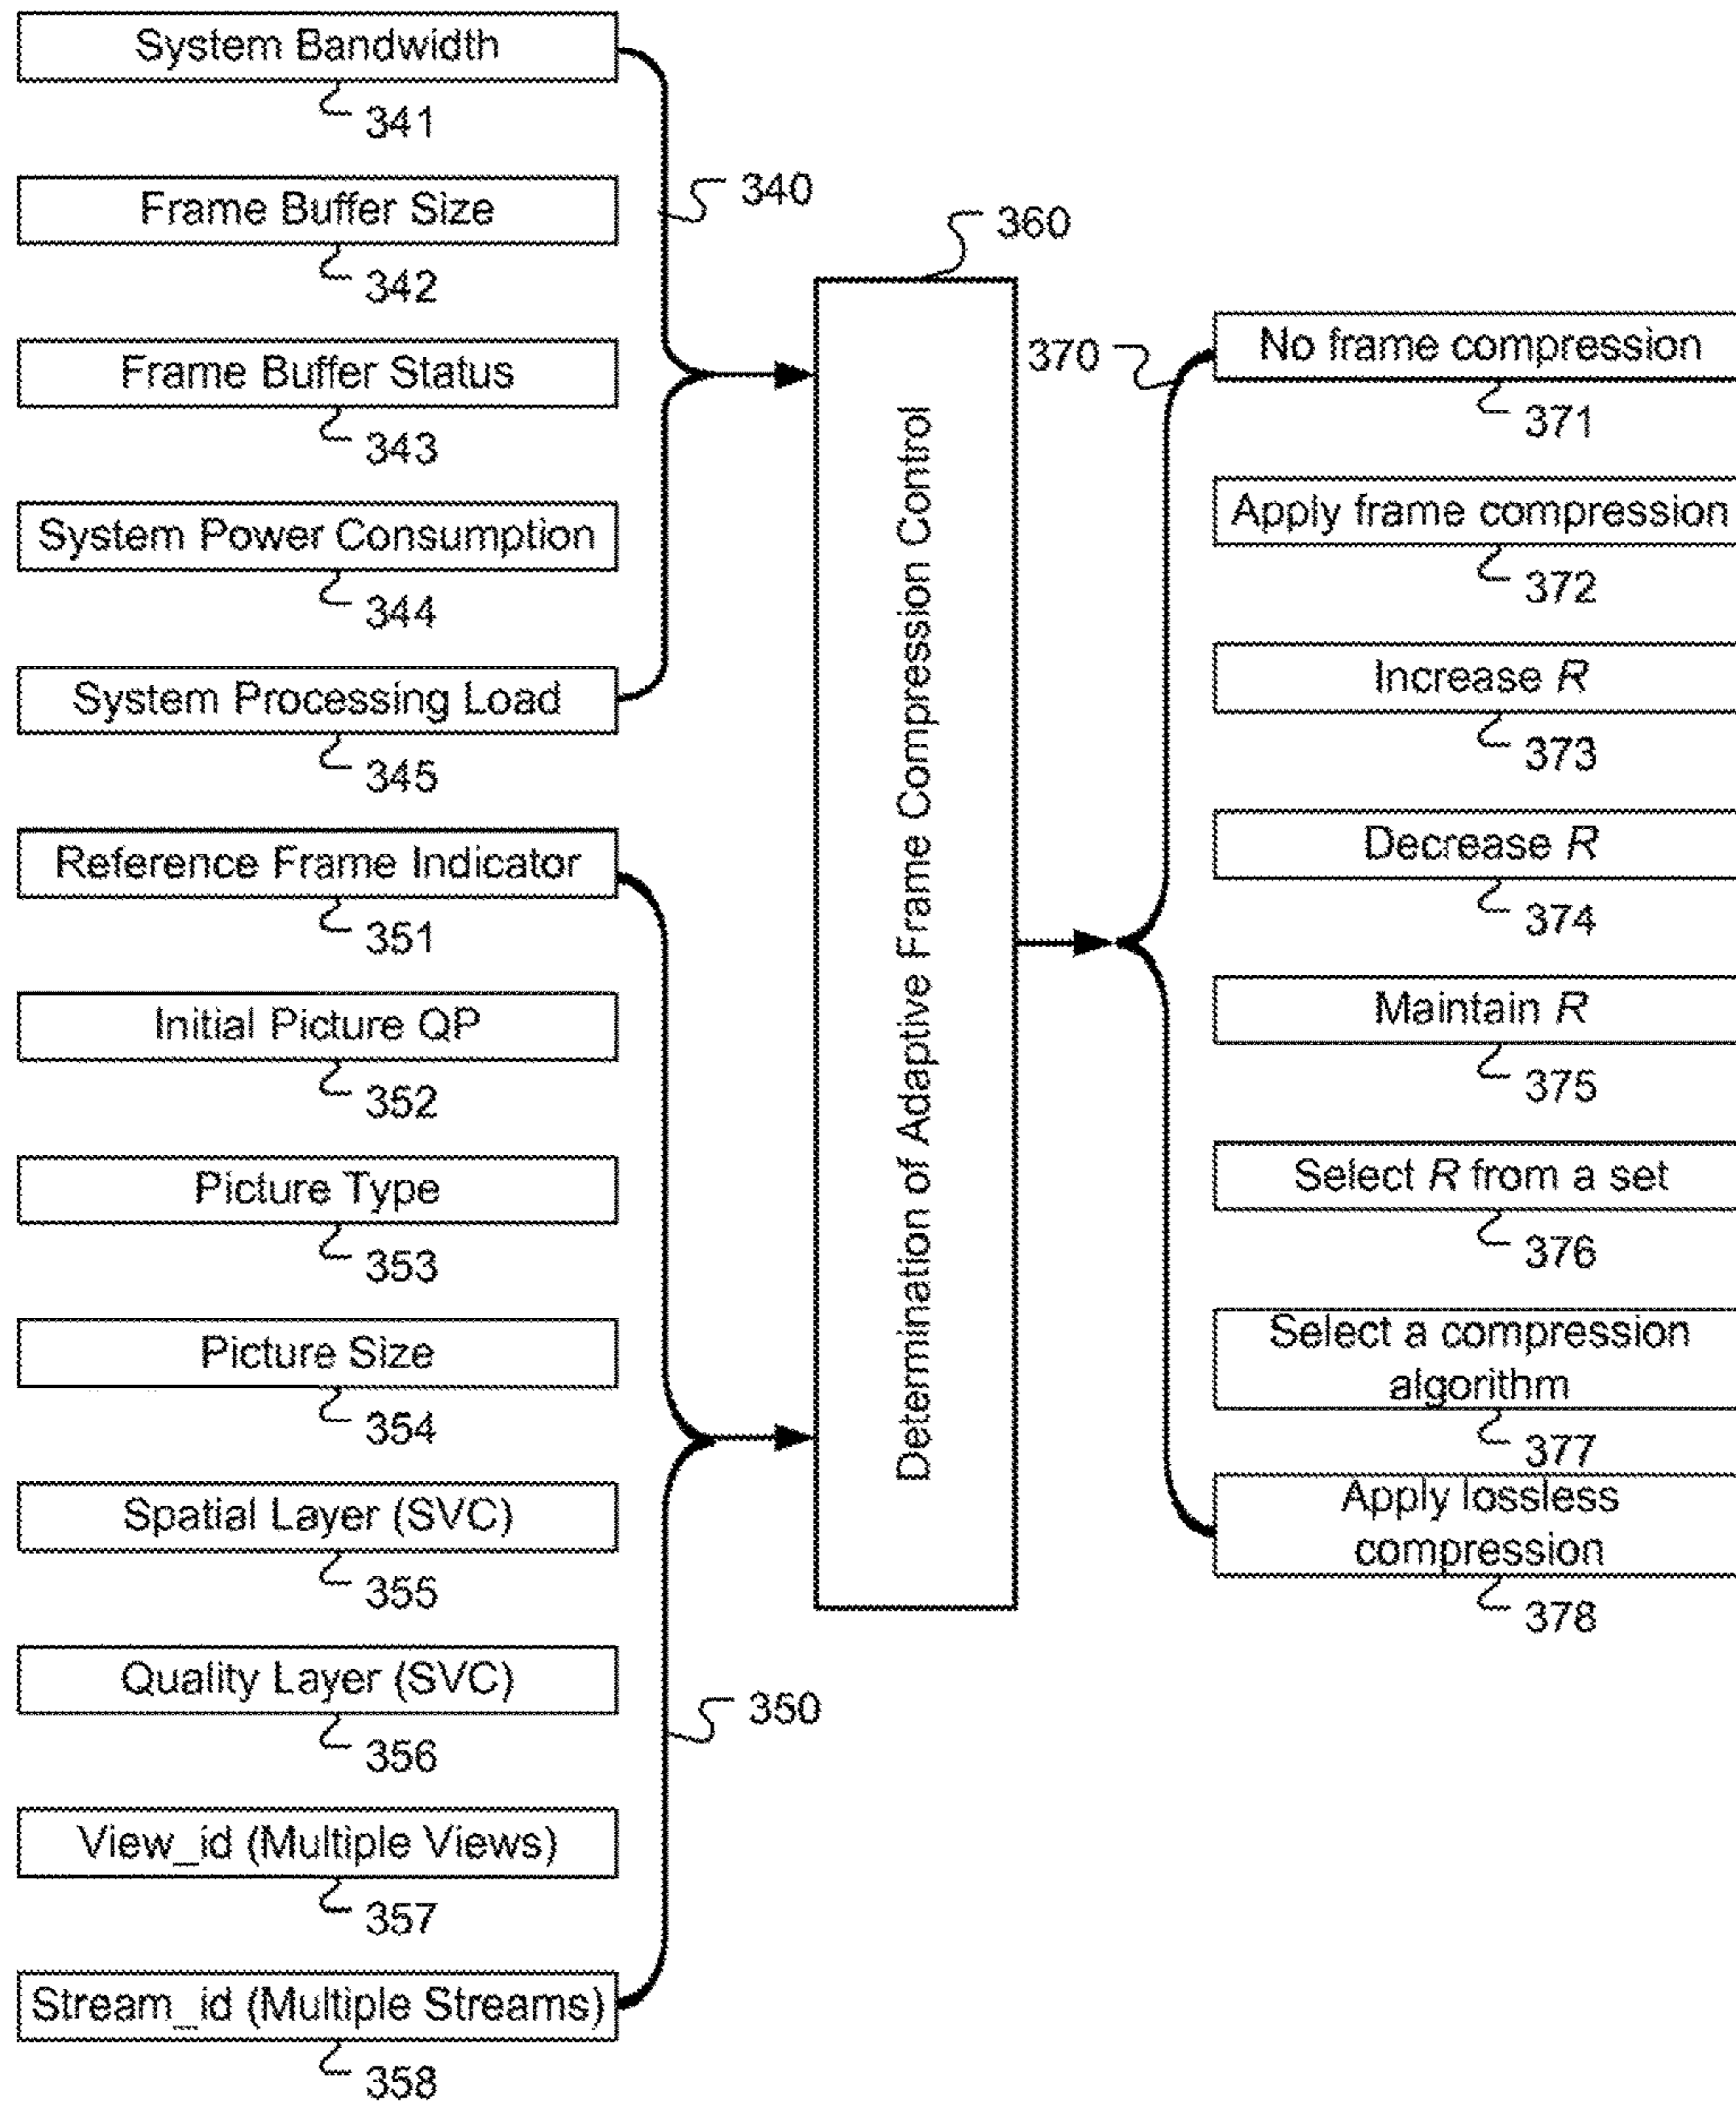 System Bandwidth
341
340
Frame Buffer Size
342
Frame Buffer Status
343
System Power Consumption
344
System Processing Load
345
Reference Frame Indicator
351
Initial Picture QP
352
Picture Type
353
Picture Size
354
Spatial Layer (SVC)
355
Quality Layer (SVC)
356
350
View_id (Multiple Views)
357
Stream_id (Multiple Streams)
358
360
Determination of Adaptive Frame Compression Control
370
No frame compression
371
Apply frame compression
372
Increase R
373
Decrease R
374
Maintain R
375
Select R from a set
376
Select a compression
algorithm
377
Apply lossless
compression
378